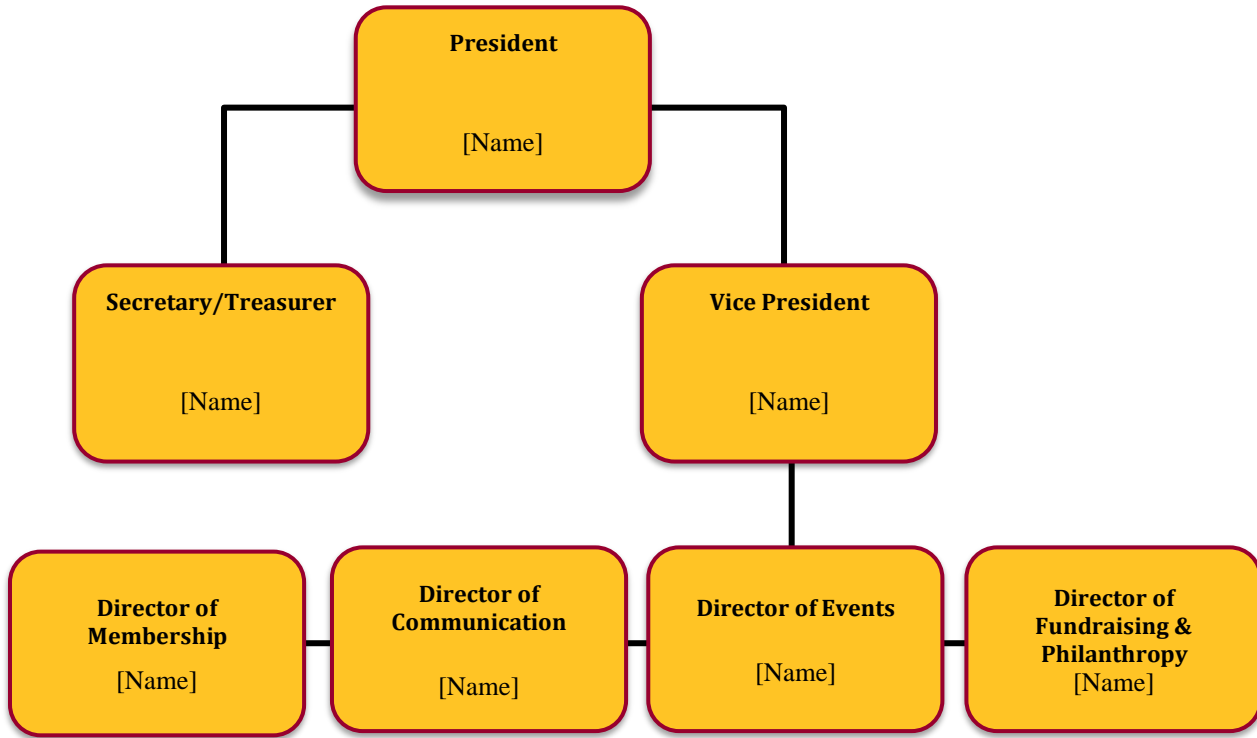 President
[Name]
Secretary/Treasurer
[Name]
Vice President
[Name]
Director of
Membership
[Name]
Director of
Communication
[Name]
Director of Events
[Name]
Director of
Fundraising &
Philanthropy
[Name]